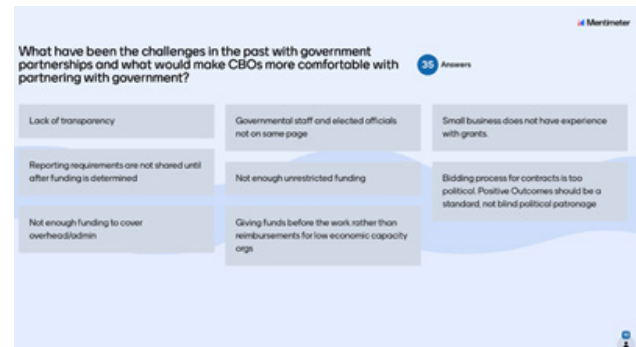 Mentimeter
What have been the challenges in the past with government
partnerships and what would make CBOs more comfortable with
partnering with government?
35 Answers
Lack of transparency
Reporting requirements are not shared until
after funding is determined
Not enough funding to cover
overhead/admin
Governmental staff and elected officials
not on same page
Not enough unrestricted funding
Giving funds before the work rather than
reimbursements for low economic capacity
orgs
Small business does not have experience
with grants.
Bidding process for contracts is too
political. Positive Outcomes should be a
standard, not blind political patronage